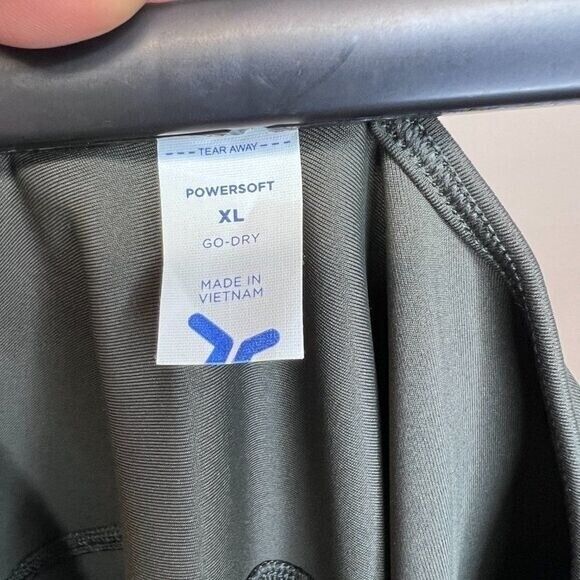 TEAR AWAY
POWERSOFT
XL
GO-DRY
MADE IN
VIETNAM